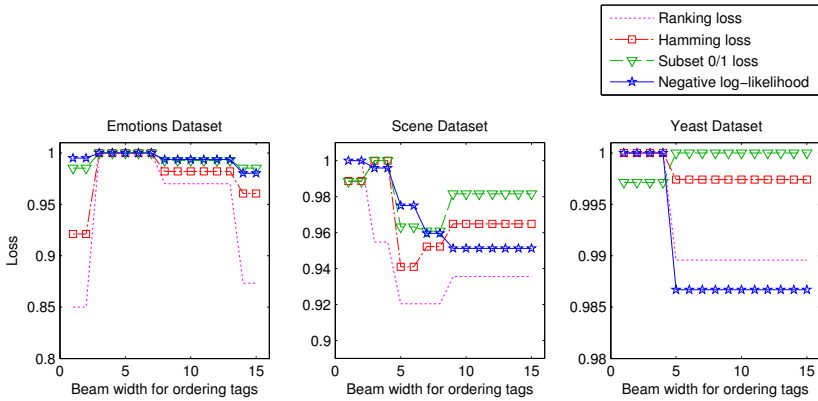 Ranking loss
Hamming loss
Subset 0/1 loss
Negative log−likelihood
Emotions Dataset
Scene Dataset
Yeast Dataset
Loss
1
0.95
0.9
0.85
0.8
0 5 10 15
Beam width for ordering tags
1
0.98
0.96
0.94
0.92
0.9
0 5 10 15
Beam width for ordering tags
1
0.995
0.99
0.985
0.98
0 5 10 15
Beam width for ordering tags